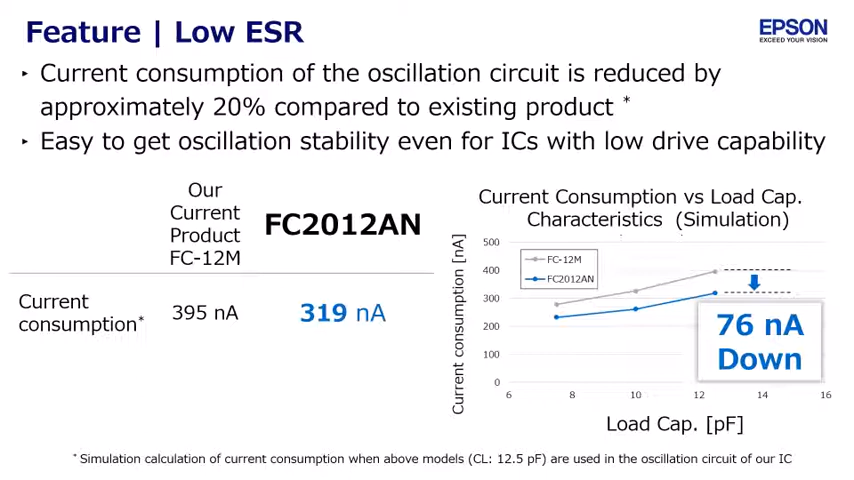 Feature | Low ESR
EPSON
EXCEED YOUR VISION
‣ Current consumption of the oscillation circuit is reduced by
approximately 20% compared to existing product *
‣ Easy to get oscillation stability even for ICs with low drive capability
Our
Current
Product
FC-12M
FC2012AN
Current
consumption*
395 nA
319 nA
Current Consumption vs Load Cap.
Characteristics (Simulation)
Current consumption [nA]
500
400
300
200
100
0
FC-12M
FC2012AN
76 nA
Down
6 8 10 12 14 16
Load Cap. [pF]
* Simulation calculation of current consumption when above models (CL: 12.5 pF) are used in the oscillation circuit of our IC